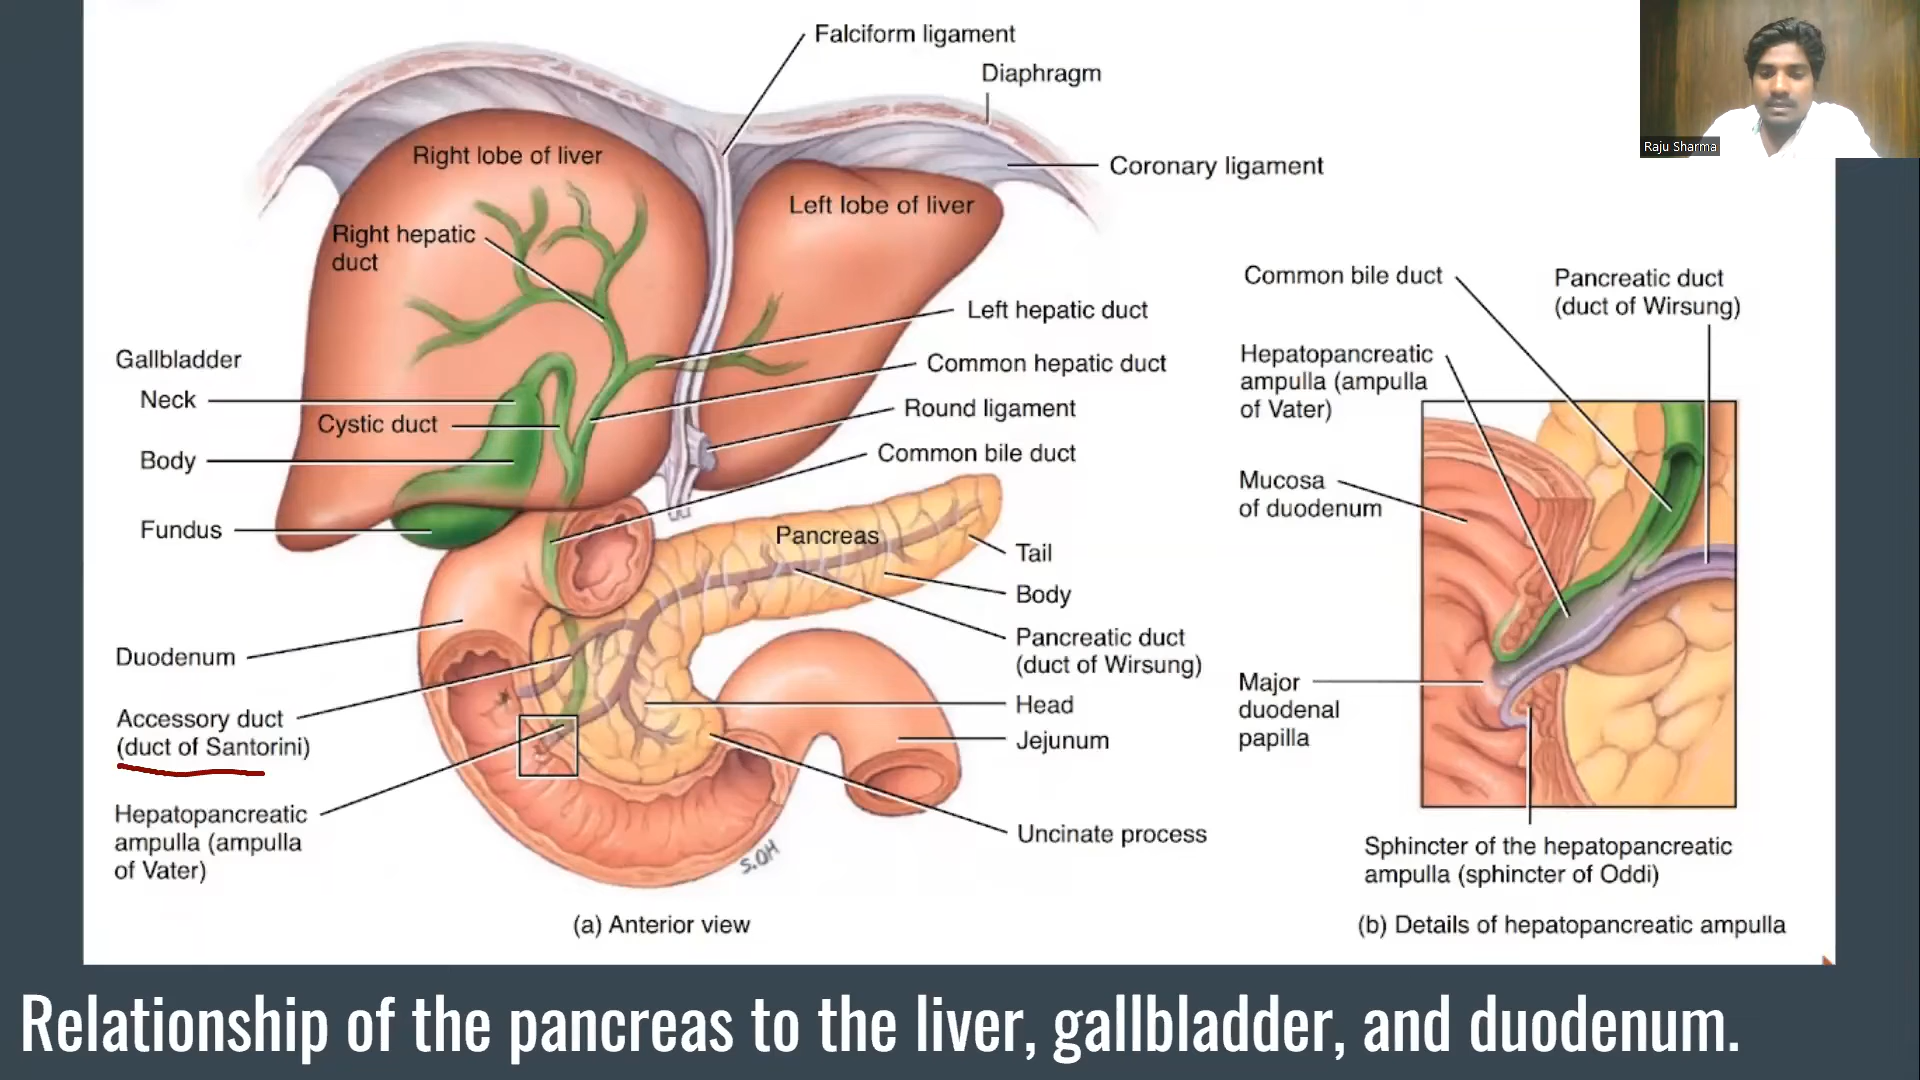 Falciform ligament
Diaphragm
Raju Sharma
Right lobe of liver
Coronary ligament
Left lobe of liver
Right hepatic
duct
Left hepatic duct
Gallbladder
Common hepatic duct
Neck
Round ligament
Cystic duct
Common bile duct
Body
Fundus
Pancreas
Tail
Body
Duodenum
Pancreatic duct
(duct of Wirsung)
Head
Accessory duct
(duct of Santorini)
Jejunum
Hepatopancreatic
ampulla (ampulla
of Vater)
Uncinate process
S.OH
(a) Anterior view
Common bile duct
Pancreatic duct
(duct of Wirsung)
Hepatopancreatic
ampulla (ampulla
of Vater)
Mucosa
of duodenum
Major
duodenal
papilla
Sphincter of the hepatopancreatic
ampulla (sphincter of Oddi)
(b) Details of hepatopancreatic ampulla
Relationship of the pancreas to the liver, gallbladder, and duodenum.